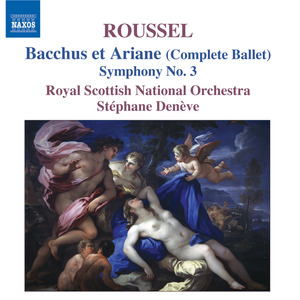 NAXOS
ROUSSEL
Bacchus et Ariane (Complete Ballet)
Symphony No. 3
Royal Scottish National Orchestra
Stéphane Denève